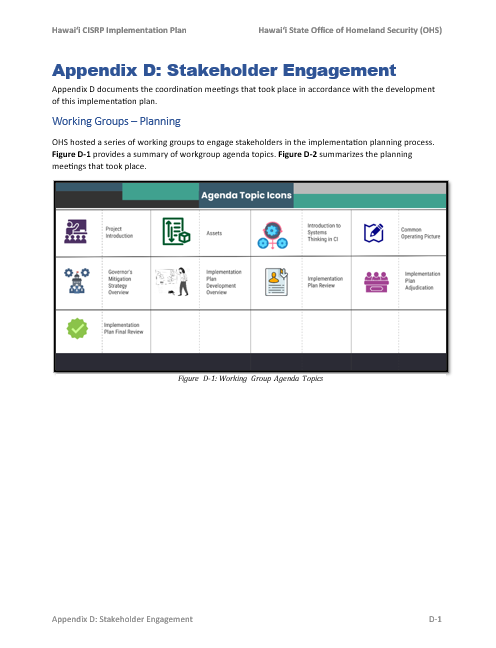 Hawai‘i CISRP Implementation Plan
Hawai‘i State Office of Homeland Security (OHS)
Appendix D: Stakeholder Engagement
Appendix D documents the coordination meetings that took place in accordance with the development
of this implementation plan.
Working Groups – Planning
OHS hosted a series of working groups to engage stakeholders in the implementation planning process.
Figure D-1 provides a summary of workgroup agenda topics. Figure D-2 summarizes the planning
meetings that took place.
Agenda Topic Icons
Project
Introduction
Assets
Introduction to
Systems
Thinking in CI
Common
Operating Picture
Governor's
Mitigation
Strategy
Overview
Implementation
Plan
Development
Overview
Implementation
Plan Review
Implementation
Plan
Adjudication
Implementation
Plan Final Review
Figure D-1: Working Group Agenda Topics
Appendix D: Stakeholder Engagement
D-1